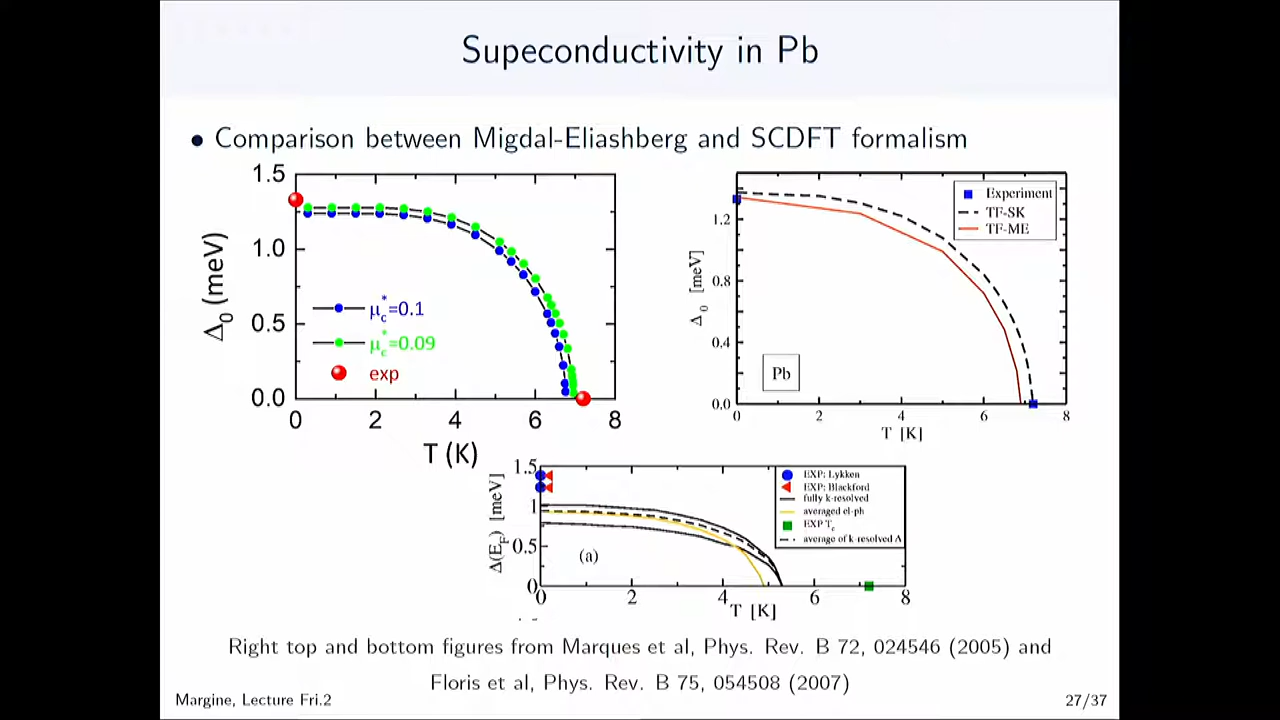 Supeconductivity in Pb
• Comparison between Migdal-Eliashberg and SCDFT formalism
1.5
1.0
0.5
0.0
Δ₀ (meV)
μ*c=0.1
μ*c=0.09
exp
0 2 4 6 8
T (K)
1.2
0.8
0.4
0.0
Δ₀ [meV]
Experiment
TF-SK
TF-ME
Pb
0 2 4 6 8
T [K]
1.5
1
0.5
0
Δ(E_F) [meV]
EXP: Lykken
EXP: Blackford
fully k-resolved
averaged el-ph
EXP Tc
average of k-resolved Δ
(a)
0 2 4 6 8
T [K]
Right top and bottom figures from Marques et al, Phys. Rev. B 72, 024546 (2005) and
Floris et al, Phys. Rev. B 75, 054508 (2007)
Margine, Lecture Fri.2
27/37